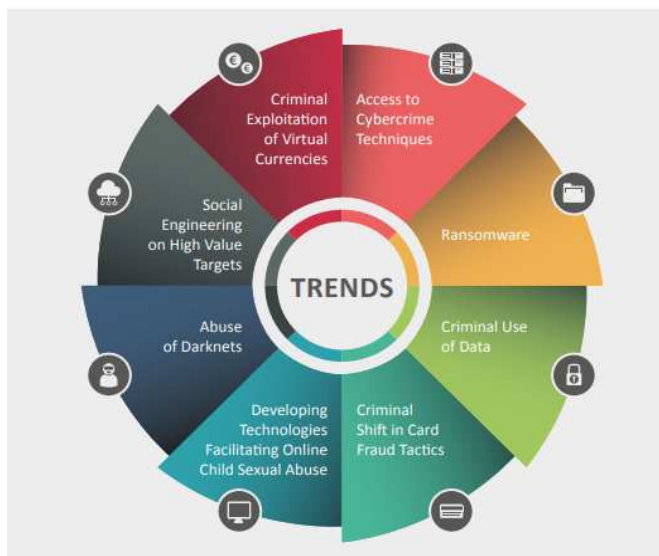 Criminal
Exploitation
of Virtual
Currencies
Access to
Cybercrime
Techniques
Social
Engineering
on High Value
Targets
Ransomware
TRENDS
Abuse
of Darknets
Criminal Use
of Data
Developing
Technologies
Facilitating Online
Child Sexual Abuse
Criminal
Shift in Card
Fraud Tactics